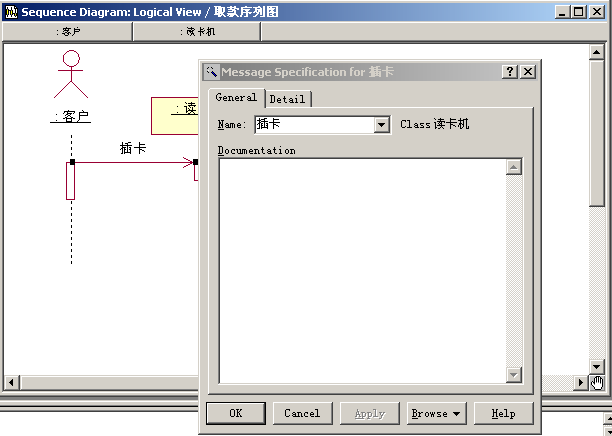 Sequence Diagram: Logical View / 取款序列图
: 客户
: 读卡机
Message Specification for 插卡
General
Detail
: 客户
: 读
Name:
插卡
Class 读卡机
插卡
Documentation
OK
Cancel
Apply
Browse
Help